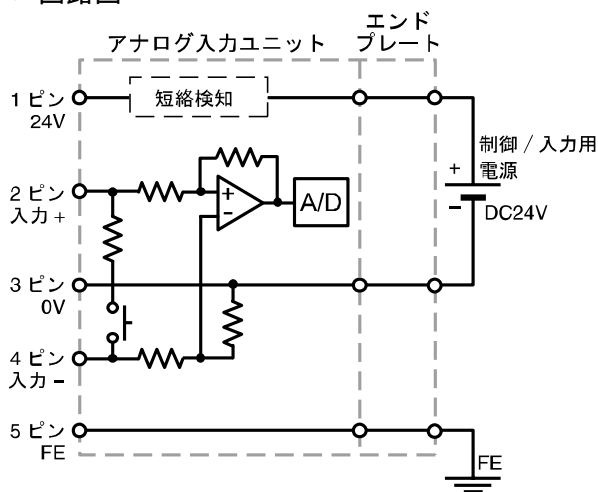 エンド
プレート
アナログ入力ユニット
1 ピン
24V
短絡検知
制御 / 入力用
電源
+
−
DC24V
2 ピン
入力 +
+
−
A/D
3 ピン
0V
4 ピン
入力 −
5 ピン
FE
FE